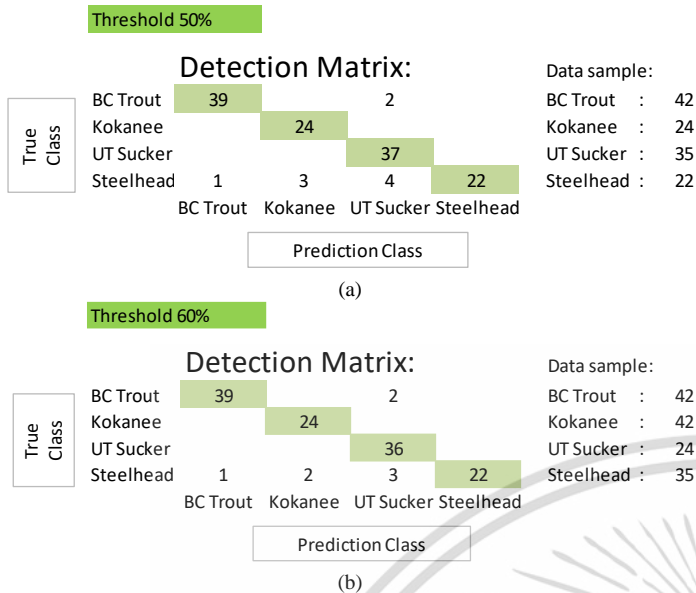 Threshold 50%
Detection Matrix: Data sample:
True Class
BC Trout 39 2 BC Trout : 42
Kokanee 24 Kokanee : 24
UT Sucker 37 UT Sucker : 35
Steelhead 1 3 4 22 Steelhead : 22
BC Trout Kokanee UT Sucker Steelhead
Prediction Class
(a)
Threshold 60%
Detection Matrix: Data sample:
True Class
BC Trout 39 2 BC Trout : 42
Kokanee 24 Kokanee : 42
UT Sucker 36 UT Sucker : 24
Steelhead 1 2 3 22 Steelhead : 35
BC Trout Kokanee UT Sucker Steelhead
Prediction Class
(b)